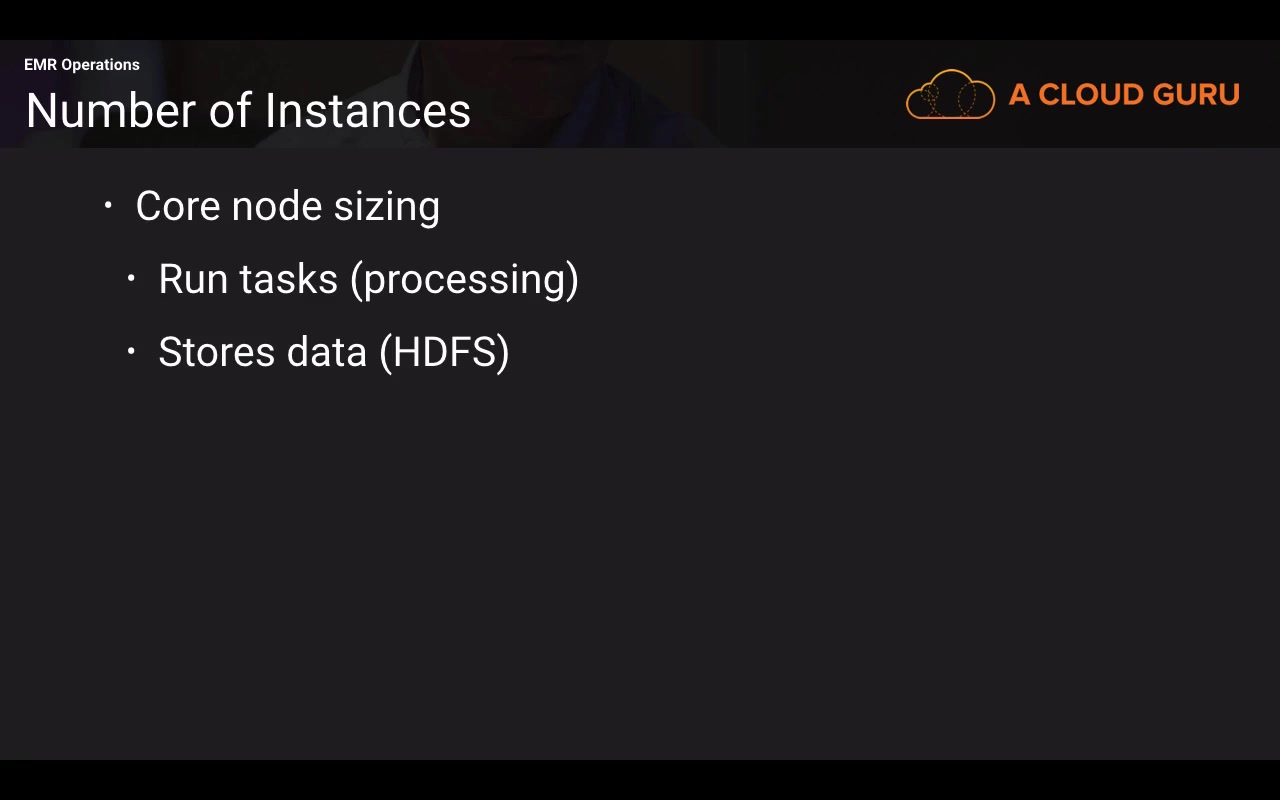 EMR Operations
Number of Instances
A CLOUD GURU
• Core node sizing
• Run tasks (processing)
• Stores data (HDFS)